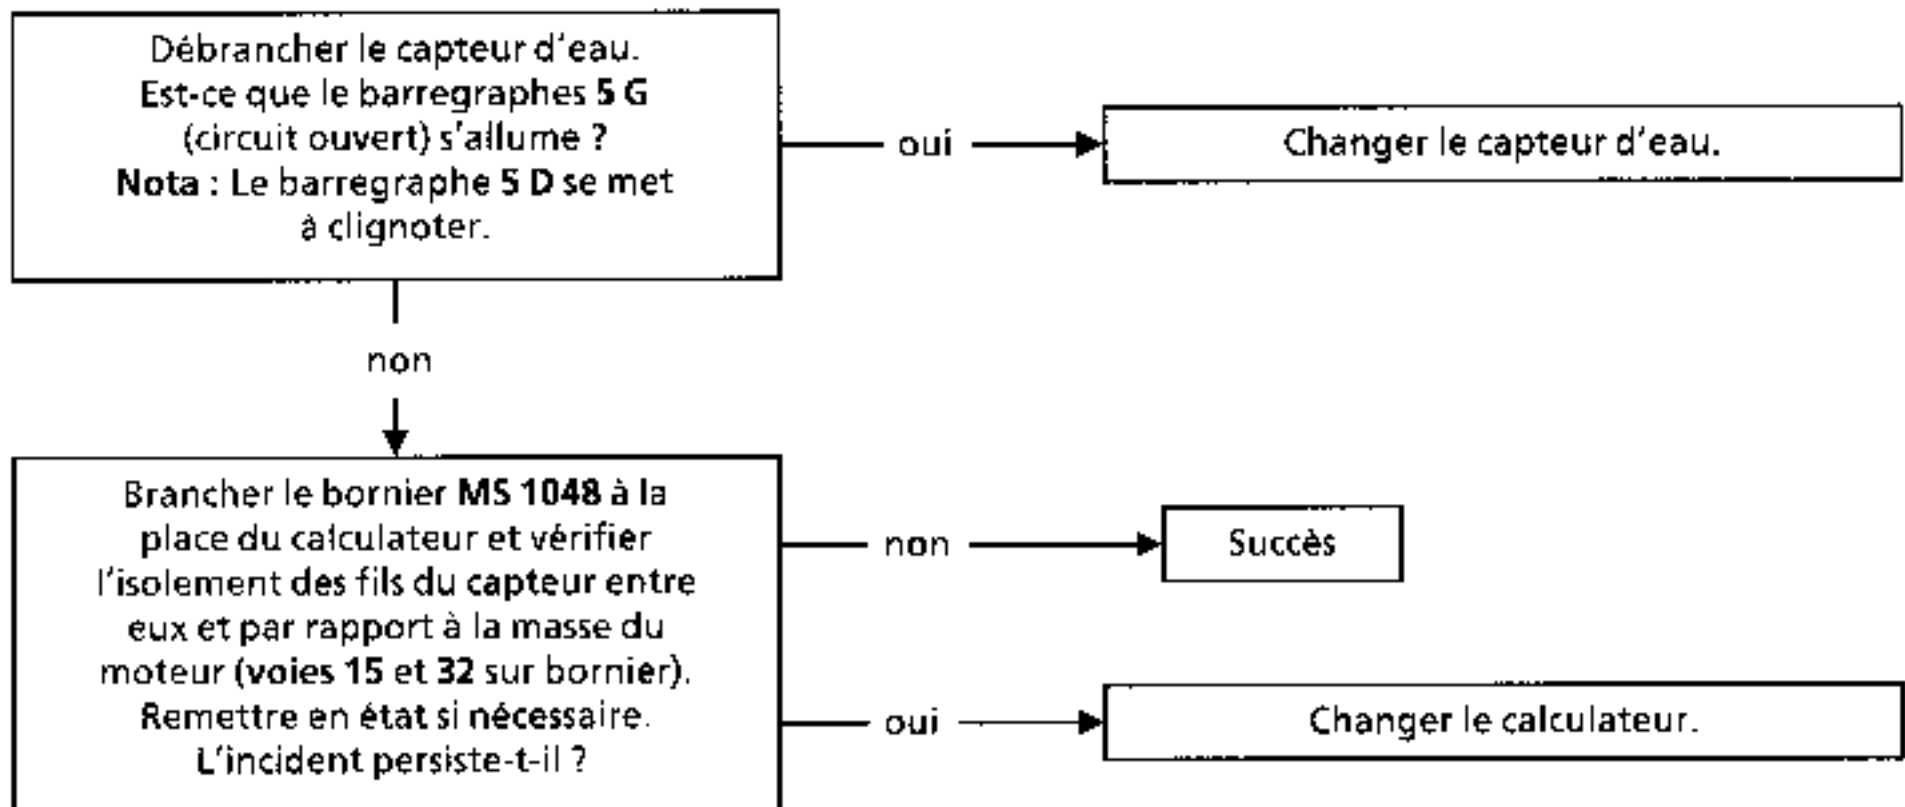 Débrancher le capteur d'eau.
Est-ce que le barregraphes 5 G
(circuit ouvert) s'allume ?
Nota : Le barregraphe 5 D se met
à clignoter.
oui
Changer le capteur d'eau.
non
Brancher le bornier MS 1048 à la
place du calculateur et vérifier
l'isolement des fils du capteur entre
eux et par rapport à la masse du
moteur (voies 15 et 32 sur bornier).
Remettre en état si nécessaire.
L'incident persiste-t-il ?
non
Succès
oui
Changer le calculateur.